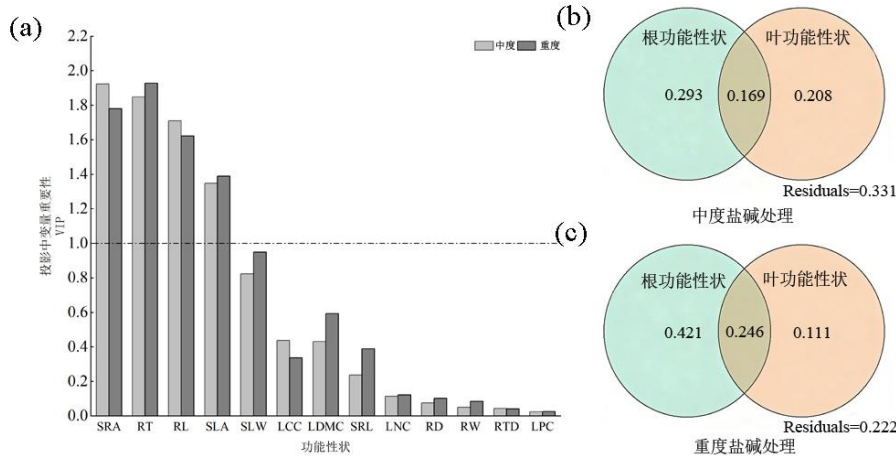 (a)
中度
重度
2.2
2.0
1.8
1.6
1.4
1.2
1.0
0.8
0.6
0.4
0.2
0.0
投影中变量重要性
VIP
SRA RT RL SLA SLW LCC LDMC SRL LNC RD RW RTD LPC
功能性状
(b)
根功能性状
叶功能性状
0.293
0.169
0.208
Residuals=0.331
中度盐碱处理
(c)
根功能性状
叶功能性状
0.421
0.246
0.111
Residuals=0.222
重度盐碱处理